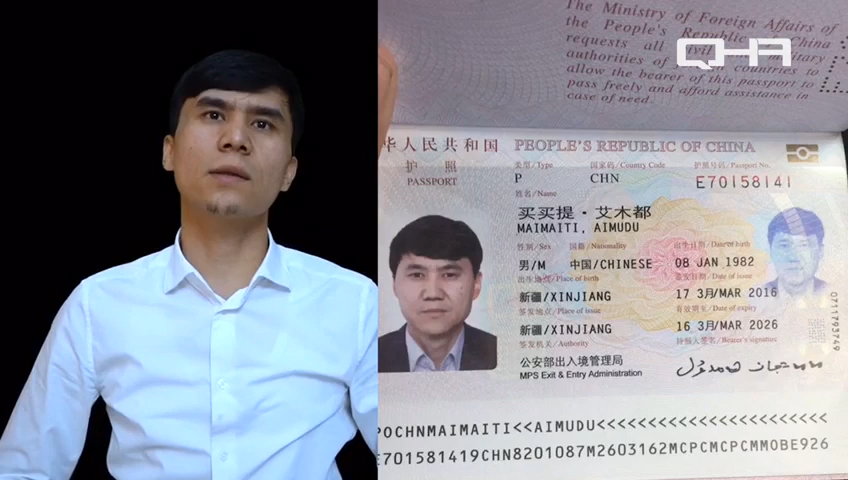 The Ministry of Foreign Affairs of
the People's Republic of China
requests all civil and military
authorities of foreign countries to
allow the bearer of this passport to
pass freely and afford assistance in
case of need.
QHA
华人民共和国 PEOPLE'S REPUBLIC OF CHINA
护照 类型/Type 国家码/Country Code 护照号码/Passport No.
PASSPORT P CHN E70158141
姓名/Name
买买提·艾木都
MAIMAITI, AIMUDU
性别/Sex 国籍/Nationality 出生日期/Date of birth
男/M 中国/CHINESE 08 JAN 1982
出生地点/Place of birth 签发日期/Date of issue
新疆/XINJIANG 17 3月/MAR 2016
签发地点/Place of issue 有效期至/Date of expiry
新疆/XINJIANG 16 3月/MAR 2026
签发机关/Authority 持照人签名/Bearer's signature
公安部出入境管理局
MPS Exit & Entry Administration
0711793749
POCHNMAIMAITI<<AIMUDU<<<<<<<<<<<<<<<<<<<<<<<
E701581419CHN8201087M2603162MCPCMCPCMMOBE926